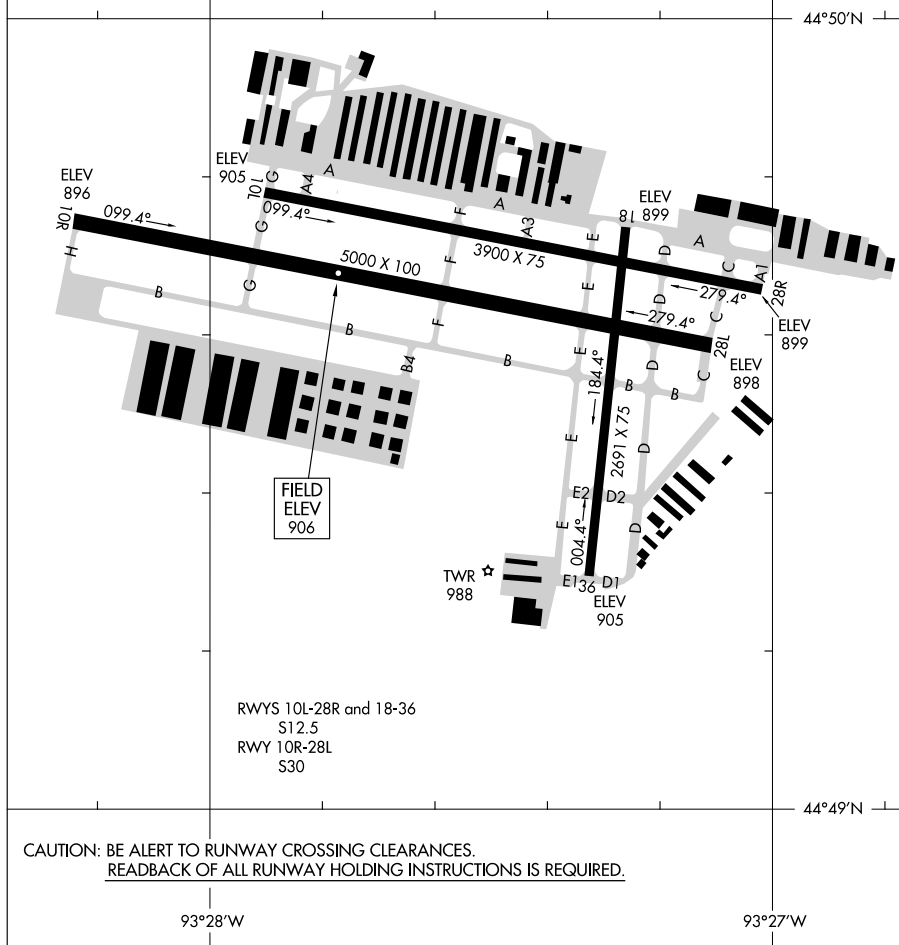 44°50'N
ELEV
896
10R
099.4°
H
ELEV
905
10L
G
A4
A
099.4°
G
G
F
A
A3
F
F
5000 X 100
3900 X 75
E
E
E
18
ELEV
899
D
D
D
A
C
C
C
A1
28R
279.4°
279.4°
ELEV
899
28L
ELEV
898
B
B
B4
B
B
B
184.4°
2691 X 75
E
D
E2
D2
E
D
004.4°
FIELD
ELEV
906
TWR
988
E1
36
D1
ELEV
905
RWYS 10L-28R and 18-36
S12.5
RWY 10R-28L
S30
44°49'N
CAUTION: BE ALERT TO RUNWAY CROSSING CLEARANCES.
READBACK OF ALL RUNWAY HOLDING INSTRUCTIONS IS REQUIRED.
93°28'W
93°27'W